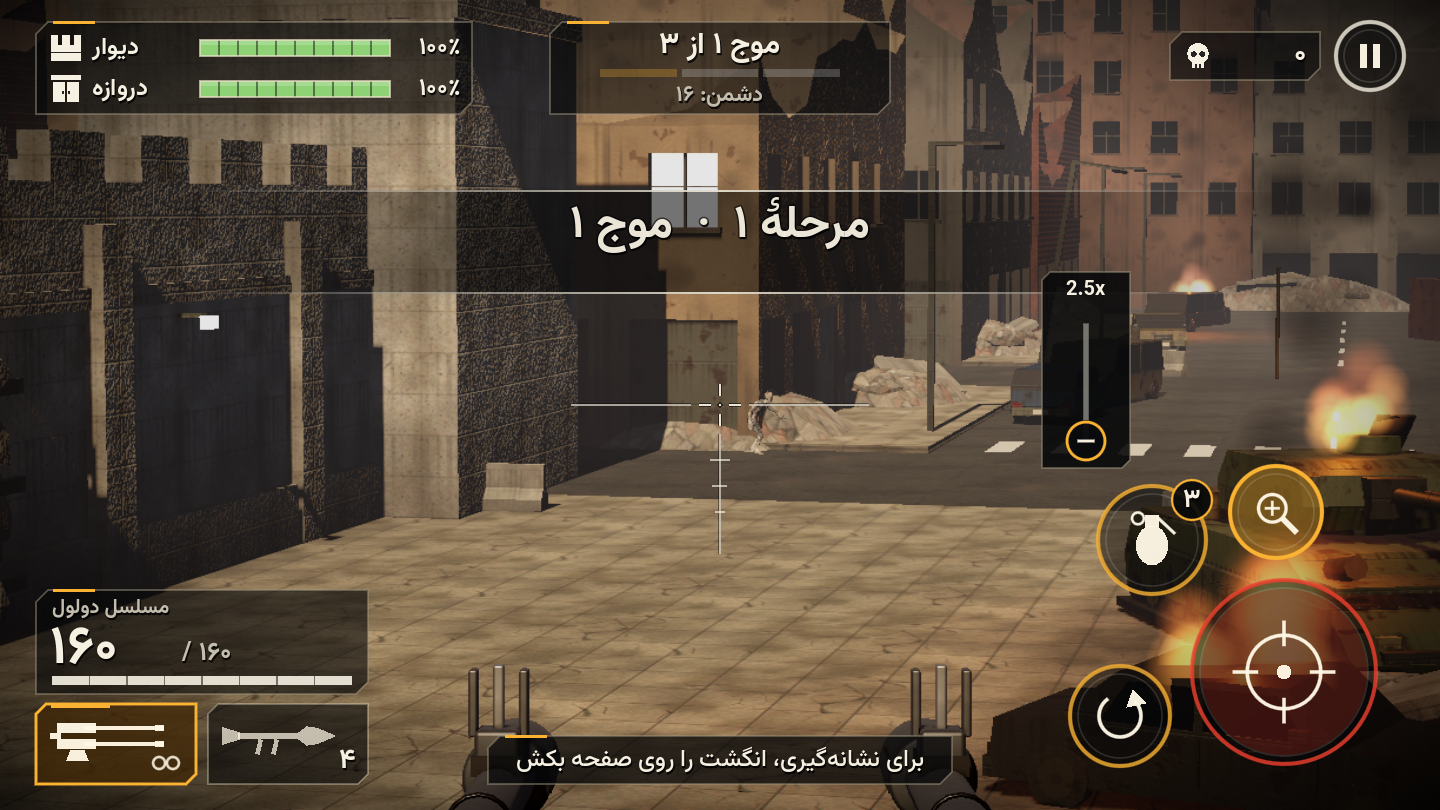 دیوار ۱۰۰٪
دروازه ۱۰۰٪
موج ۱ از ۳
دشمن: ۱۶
۰
مرحلهٔ ۱ · موج ۱
2.5x
۳
مسلسل دولول
۱۶۰ / ۱۶۰
∞
۴
برای نشانه‌گیری، انگشت را روی صفحه بکش